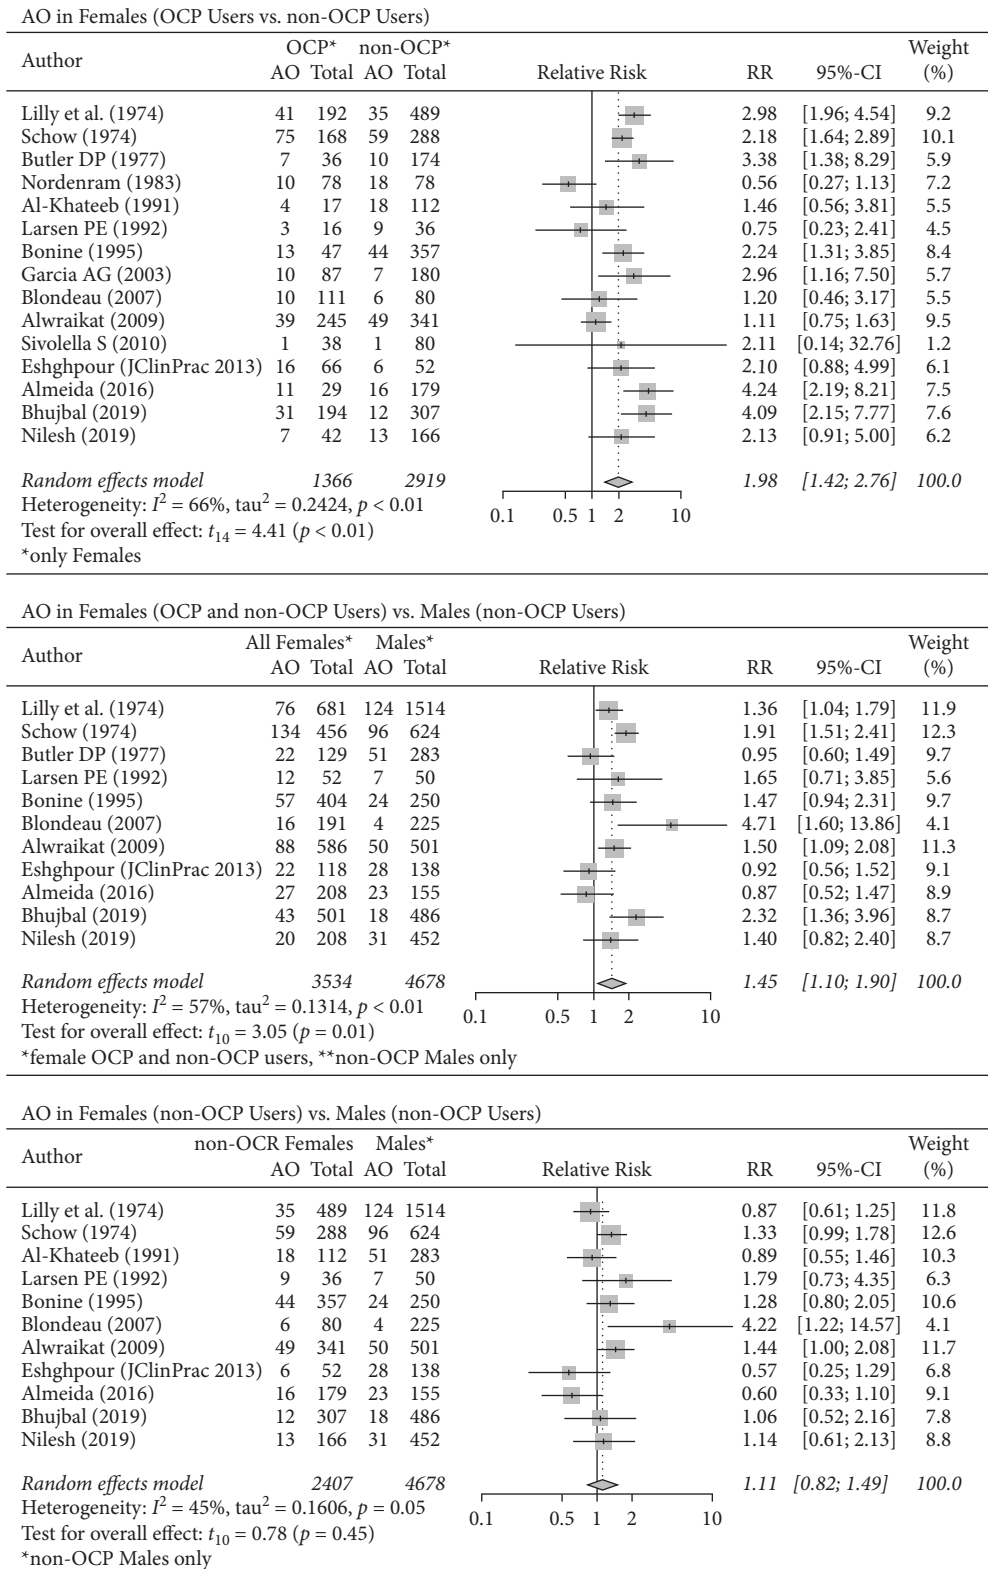 AO in Females (OCP Users vs. non-OCP Users)
Author OCP* non-OCP* Relative Risk RR 95%-CI Weight (%)
AO Total AO Total
Lilly et al. (1974) 41 192 35 489 2.98 [1.96; 4.54] 9.2
Schow (1974) 75 168 59 288 2.18 [1.64; 2.89] 10.1
Butler DP (1977) 7 36 10 174 3.38 [1.38; 8.29] 5.9
Nordenram (1983) 10 78 18 78 0.56 [0.27; 1.13] 7.2
Al-Khateeb (1991) 4 17 18 112 1.46 [0.56; 3.81] 5.5
Larsen PE (1992) 3 16 9 36 0.75 [0.23; 2.41] 4.5
Bonine (1995) 13 47 44 357 2.24 [1.31; 3.85] 8.4
Garcia AG (2003) 10 87 7 180 2.96 [1.16; 7.50] 5.7
Blondeau (2007) 10 111 6 80 1.20 [0.46; 3.17] 5.5
Alwraikat (2009) 39 245 49 341 1.11 [0.75; 1.63] 9.5
Sivolella S (2010) 1 38 1 80 2.11 [0.14; 32.76] 1.2
Eshghpour (JClinPrac 2013) 16 66 6 52 2.10 [0.88; 4.99] 6.1
Almeida (2016) 11 29 16 179 4.24 [2.19; 8.21] 7.5
Bhujbal (2019) 31 194 12 307 4.09 [2.15; 7.77] 7.6
Nilesh (2019) 7 42 13 166 2.13 [0.91; 5.00] 6.2
Random effects model 1366 2919 1.98 [1.42; 2.76] 100.0
Heterogeneity: I² = 66%, tau² = 0.2424, p < 0.01
0.1 0.5 1 2 10
Test for overall effect: t₁₄ = 4.41 (p < 0.01)
*only Females
AO in Females (OCP and non-OCP Users) vs. Males (non-OCP Users)
Author All Females* Males* Relative Risk RR 95%-CI Weight (%)
AO Total AO Total
Lilly et al. (1974) 76 681 124 1514 1.36 [1.04; 1.79] 11.9
Schow (1974) 134 456 96 624 1.91 [1.51; 2.41] 12.3
Butler DP (1977) 22 129 51 283 0.95 [0.60; 1.49] 9.7
Larsen PE (1992) 12 52 7 50 1.65 [0.71; 3.85] 5.6
Bonine (1995) 57 404 24 250 1.47 [0.94; 2.31] 9.7
Blondeau (2007) 16 191 4 225 4.71 [1.60; 13.86] 4.1
Alwraikat (2009) 88 586 50 501 1.50 [1.09; 2.08] 11.3
Eshghpour (JClinPrac 2013) 22 118 28 138 0.92 [0.56; 1.52] 9.1
Almeida (2016) 27 208 23 155 0.87 [0.52; 1.47] 8.9
Bhujbal (2019) 43 501 18 486 2.32 [1.36; 3.96] 8.7
Nilesh (2019) 20 208 31 452 1.40 [0.82; 2.40] 8.7
Random effects model 3534 4678 1.45 [1.10; 1.90] 100.0
Heterogeneity: I² = 57%, tau² = 0.1314, p < 0.01
0.1 0.5 1 2 10
Test for overall effect: t₁₀ = 3.05 (p = 0.01)
*female OCP and non-OCP users, **non-OCP Males only
AO in Females (non-OCP Users) vs. Males (non-OCP Users)
Author non-OCR Females Males* Relative Risk RR 95%-CI Weight (%)
AO Total AO Total
Lilly et al. (1974) 35 489 124 1514 0.87 [0.61; 1.25] 11.8
Schow (1974) 59 288 96 624 1.33 [0.99; 1.78] 12.6
Al-Khateeb (1991) 18 112 51 283 0.89 [0.55; 1.46] 10.3
Larsen PE (1992) 9 36 7 50 1.79 [0.73; 4.35] 6.3
Bonine (1995) 44 357 24 250 1.28 [0.80; 2.05] 10.6
Blondeau (2007) 6 80 4 225 4.22 [1.22; 14.57] 4.1
Alwraikat (2009) 49 341 50 501 1.44 [1.00; 2.08] 11.7
Eshghpour (JClinPrac 2013) 6 52 28 138 0.57 [0.25; 1.29] 6.8
Almeida (2016) 16 179 23 155 0.60 [0.33; 1.10] 9.1
Bhujbal (2019) 12 307 18 486 1.06 [0.52; 2.16] 7.8
Nilesh (2019) 13 166 31 452 1.14 [0.61; 2.13] 8.8
Random effects model 2407 4678 1.11 [0.82; 1.49] 100.0
Heterogeneity: I² = 45%, tau² = 0.1606, p = 0.05
0.1 0.5 1 2 10
Test for overall effect: t₁₀ = 0.78 (p = 0.45)
*non-OCP Males only